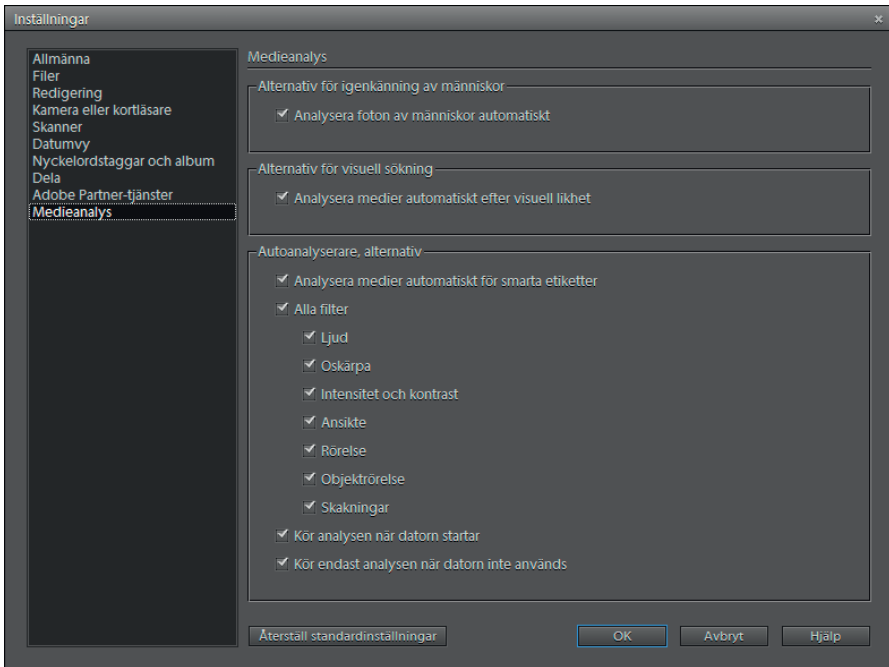 Inställningar
Allmänna
Filer
Redigering
Kamera eller kortläsare
Skanner
Datumvy
Nyckelordstaggar och album
Dela
Adobe Partner-tjänster
Medieanalys
Medieanalys
Alternativ för igenkänning av människor
Analysera foton av människor automatiskt
Alternativ för visuell sökning
Analysera medier automatiskt efter visuell likhet
Autoanalyserare, alternativ
Analysera medier automatiskt för smarta etiketter
Alla filter
Ljud
Oskärpa
Intensitet och kontrast
Ansikte
Rörelse
Objektrörelse
Skakningar
Kör analysen när datorn startar
Kör endast analysen när datorn inte används
Återställ standardinställningar
OK
Avbryt
Hjälp